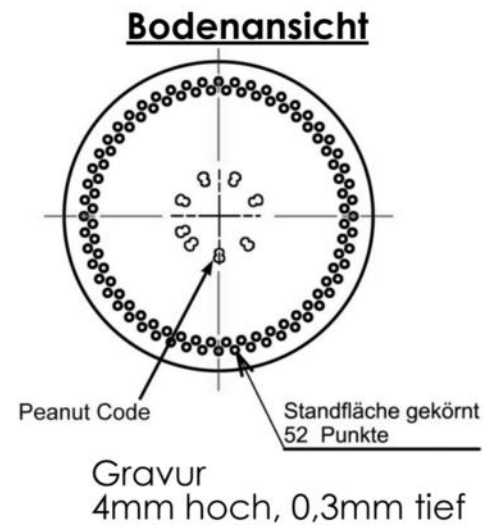 Bodenansicht
Peanut Code
Standfläche gekörnt
52 Punkte
Gravur
4mm hoch, 0,3mm tief